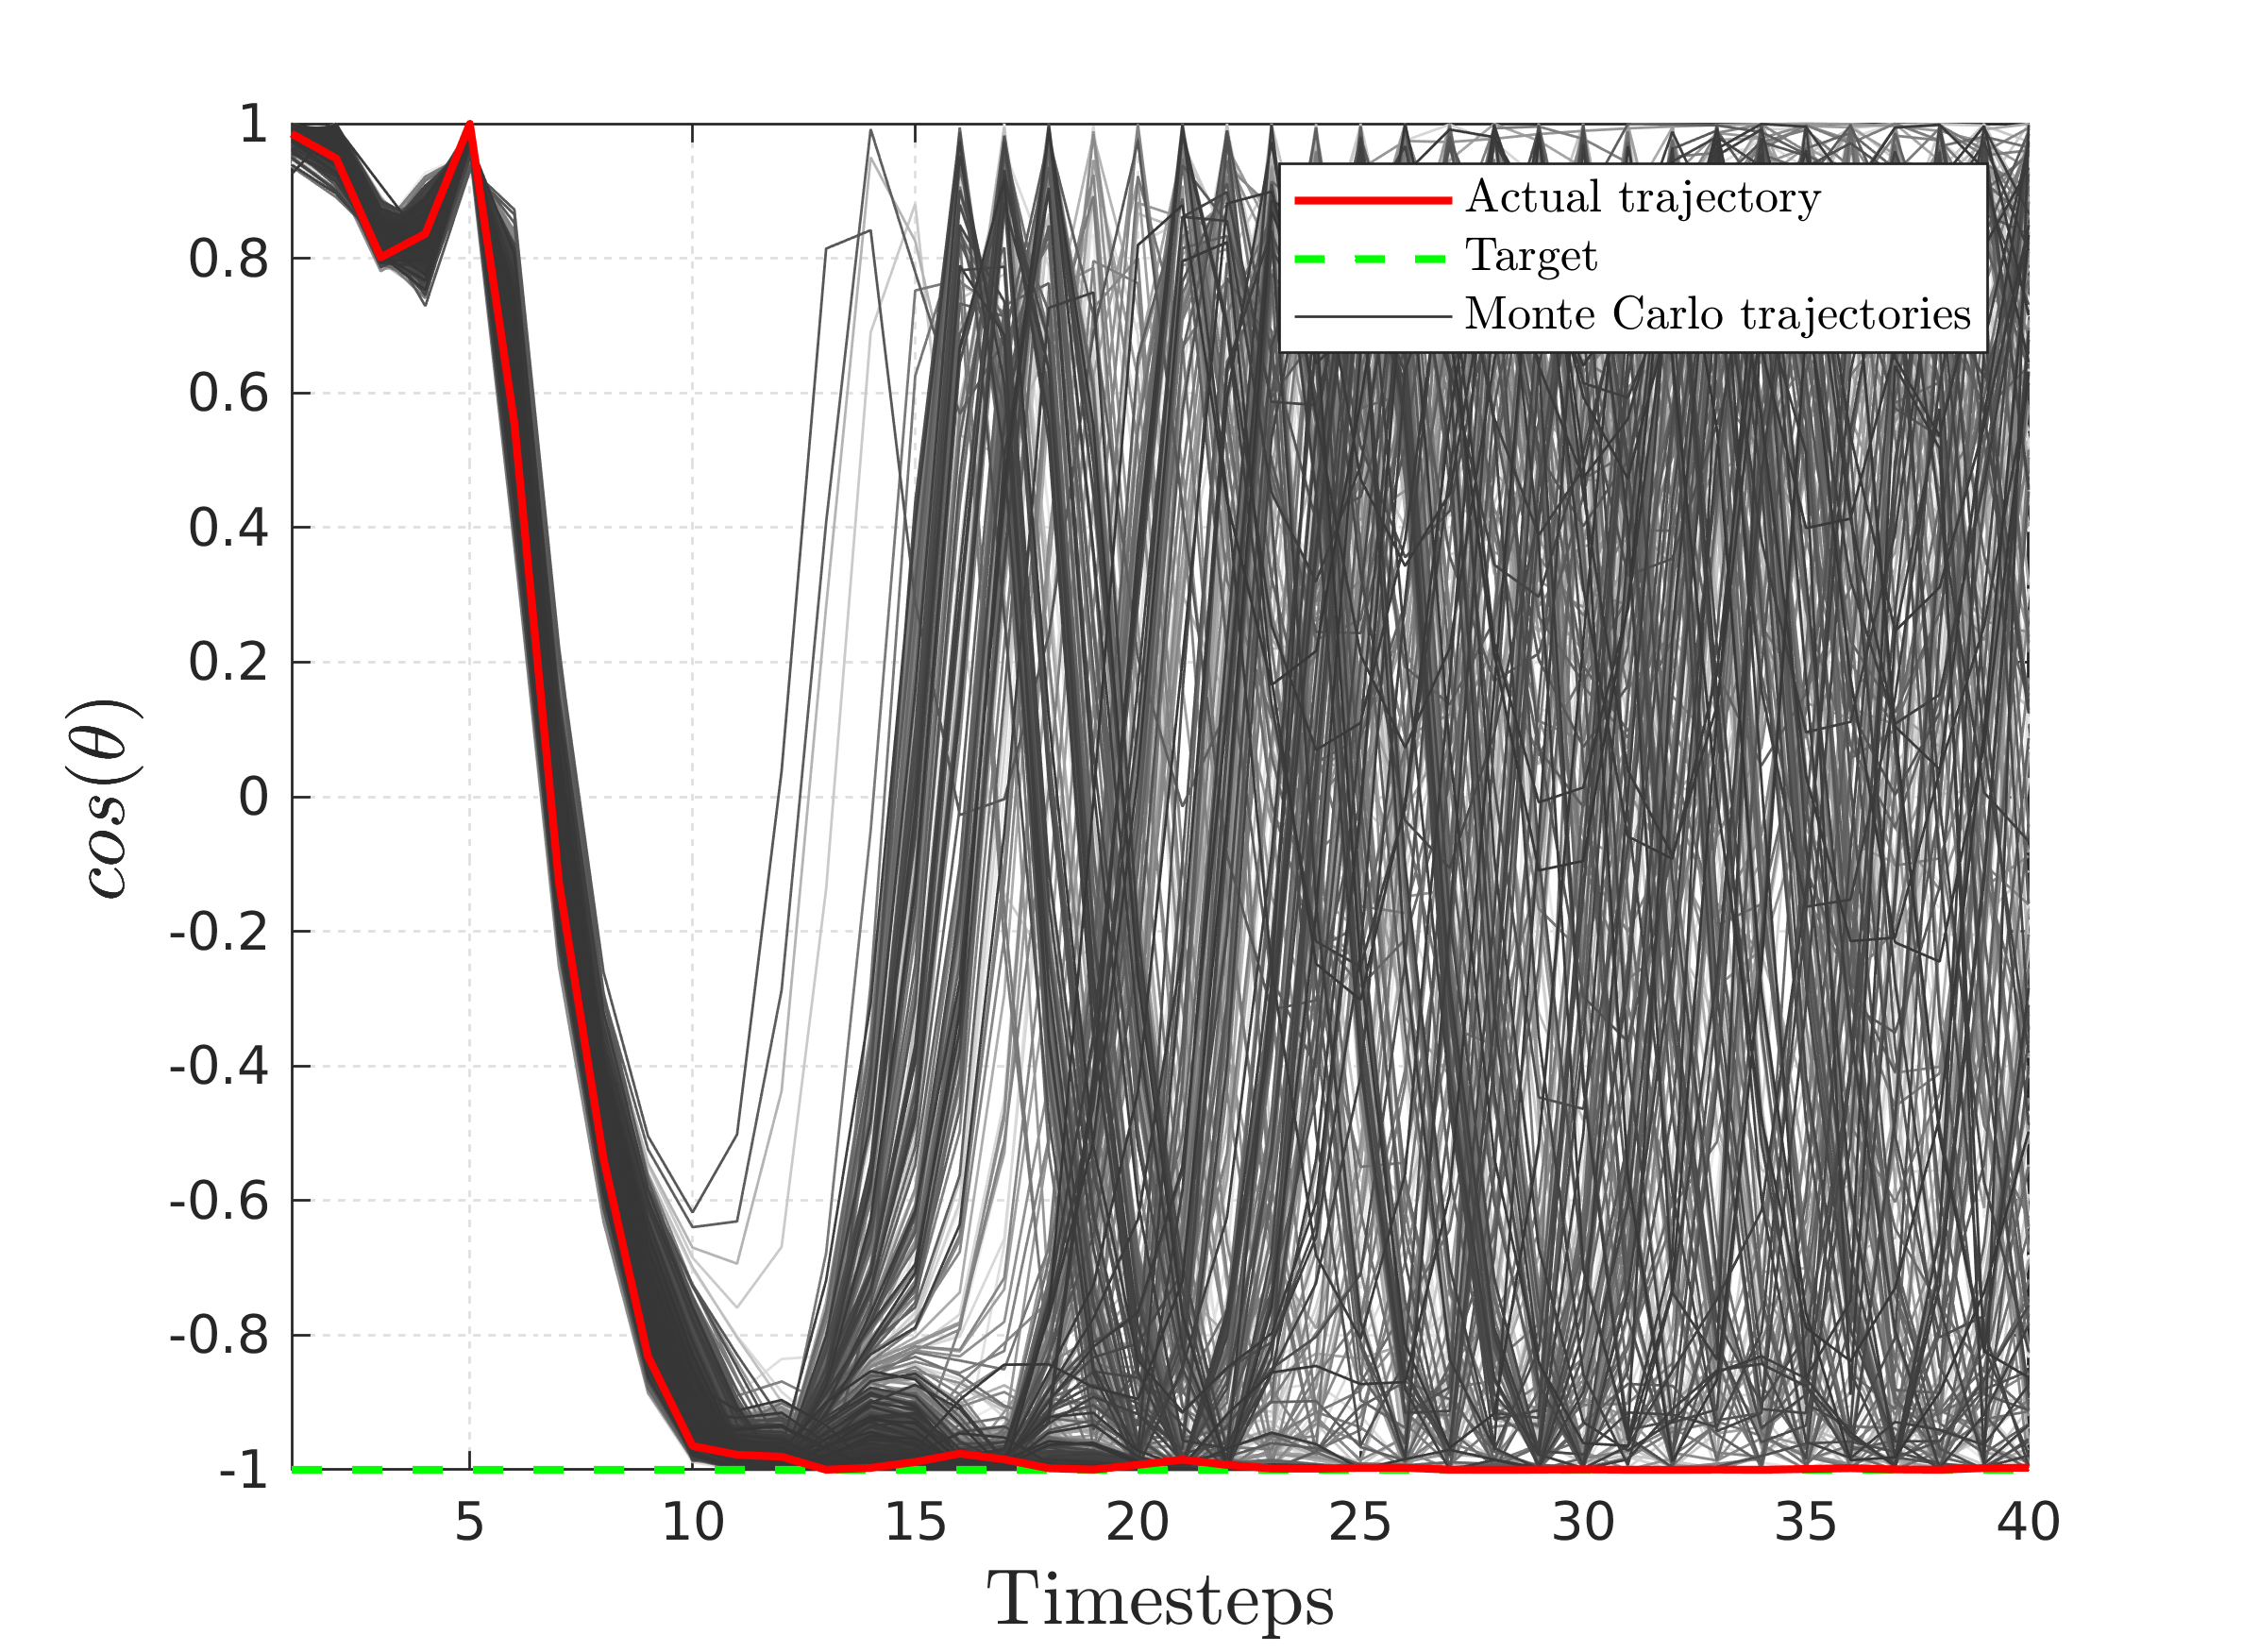 1
0.8
0.6
0.4
0.2
0
-0.2
-0.4
-0.6
-0.8
-1
cos(θ)
Actual trajectory
Target
Monte Carlo trajectories
5 10 15 20 25 30 35 40
Timesteps